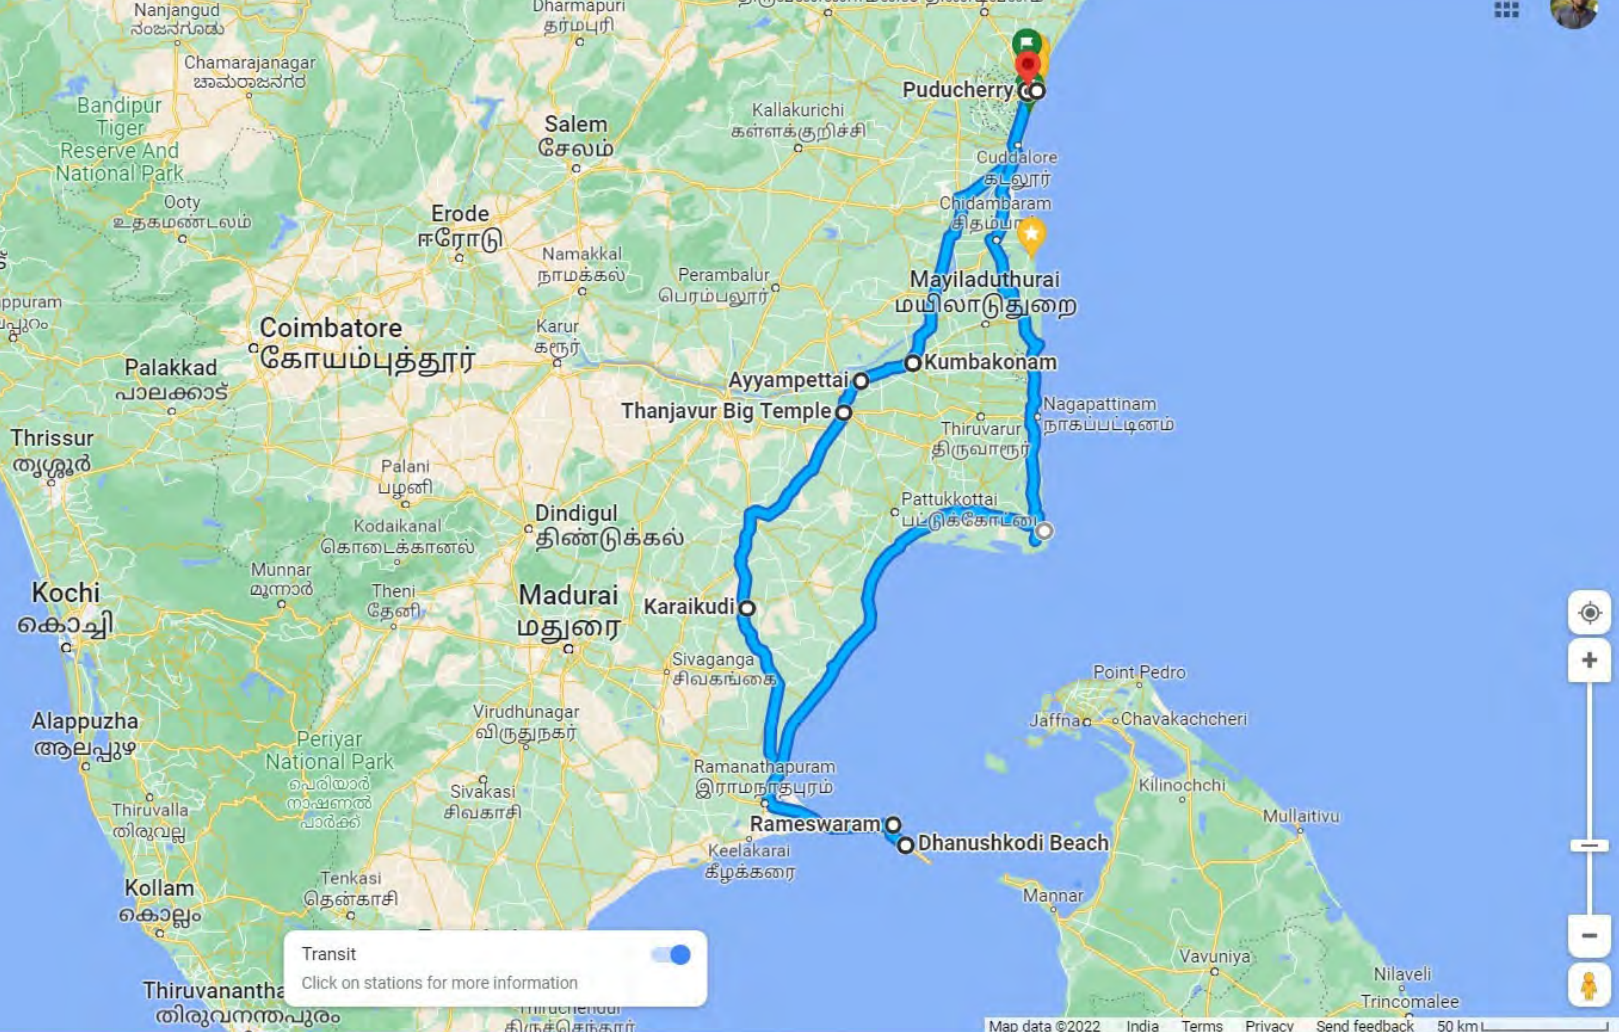 Nanjangud
ನಂಜನಗೂಡು
Dharmapuri
தர்மபுரி
Chamarajanagar
ಚಾಮರಾಜನಗರ
Bandipur
Tiger
Reserve And
National Park
Puducherry
Kallakurichi
கள்ளக்குறிச்சி
Salem
சேலம்
Cuddalore
கடலூர்
Ooty
உதகமண்டலம்
Chidambaram
Erode
ஈரோடு
Namakkal
நாமக்கல்
Perambalur
பெரம்பலூர்
Mayiladuthurai
மயிலாடுதுறை
Coimbatore
கோயம்புத்தூர்
Karur
கரூர்
Palakkad
പാലക്കാട്
Kumbakonam
Ayyampettai
Thanjavur Big Temple
Nagapattinam
நாகப்பட்டினம்
Thiruvarur
திருவாரூர்
Thrissur
തൃശ്ശൂർ
Palani
பழனி
Pattukkottai
Dindigul
திண்டுக்கல்
Kodaikanal
கொடைக்கானல்
Munnar
മൂന്നാർ
Theni
தேனி
Kochi
കൊച്ചി
Madurai
மதுரை
Karaikudi
Sivaganga
சிவகங்கை
Point Pedro
Jaffna
Chavakachcheri
Alappuzha
ആലപ്പുഴ
Virudhunagar
விருதுநகர்
Periyar
National Park
പെരിയാർ
നാഷണൽ
പാർക്ക്
Ramanathapuram
இராமநாதபுரம்
Sivakasi
சிவகாசி
Kilinochchi
Thiruvalla
തിരുവല്ല
Mullaitivu
Rameswaram
Dhanushkodi Beach
Keelakarai
கீழக்கரை
Tenkasi
தென்காசி
Kollam
കൊല്ലം
Mannar
Transit
Click on stations for more information
Vavuniya
Nilaveli
Trincomalee
തിരുവനന്തപുരം
Thiruchendur
Map data ©2022 India Terms Privacy Send feedback 50 km